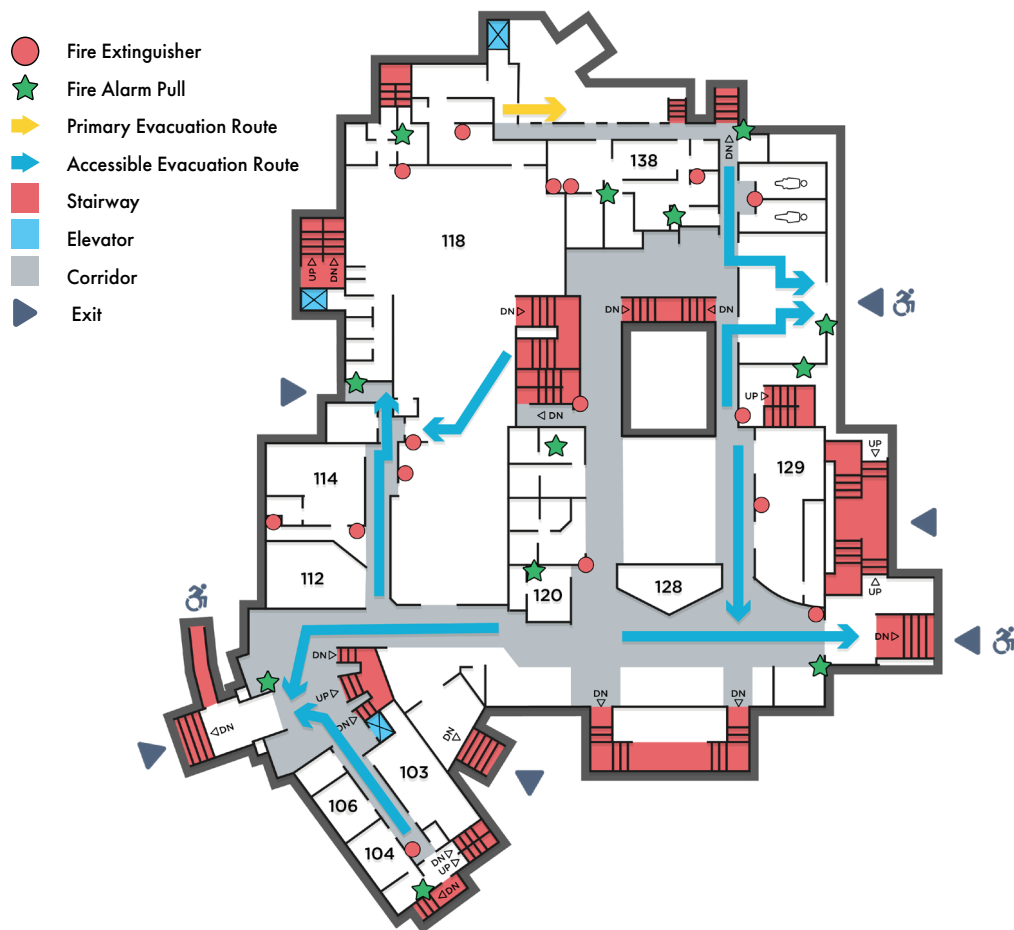 Fire Extinguisher
Fire Alarm Pull
Primary Evacuation Route
Accessible Evacuation Route
Stairway
Elevator
Corridor
Exit
DN
138
118
UP
DN
DN
DN
DN
UP
DN
114
129
UP
112
120
128
UP
DN
DN
UP
DN
DN
DN
DN
DN
103
106
104
DN
UP
DN